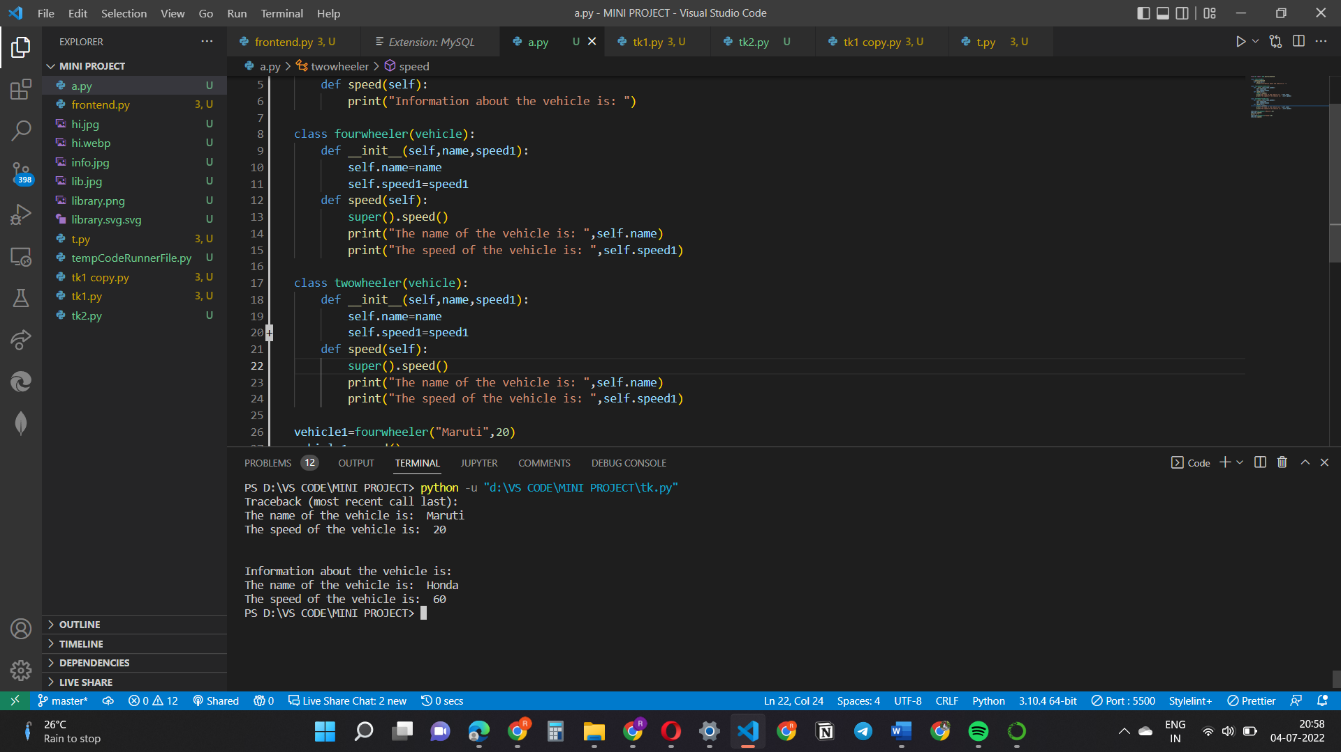 File Edit Selection View Go Run Terminal Help
a.py - MINI PROJECT - Visual Studio Code
EXPLORER
MINI PROJECT
a.py U
frontend.py 3, U
hi.jpg U
hi.webp U
info.jpg U
lib.jpg U
library.png U
library.svg.svg U
t.py 3, U
tempCodeRunnerFile.py U
tk1 copy.py 3, U
tk1.py 3, U
tk2.py U
398
OUTLINE
TIMELINE
DEPENDENCIES
LIVE SHARE
frontend.py 3, U Extension: MySQL a.py U tk1.py 3, U tk2.py U tk1 copy.py 3, U t.py 3, U
a.py > twowheeler > speed
5 def speed(self):
6 print("Information about the vehicle is: ")
7
8 class fourwheeler(vehicle):
9 def __init__(self,name,speed1):
10 self.name=name
11 self.speed1=speed1
12 def speed(self):
13 super().speed()
14 print("The name of the vehicle is: ",self.name)
15 print("The speed of the vehicle is: ",self.speed1)
16
17 class twowheeler(vehicle):
18 def __init__(self,name,speed1):
19 self.name=name
20 self.speed1=speed1
21 def speed(self):
22 super().speed()
23 print("The name of the vehicle is: ",self.name)
24 print("The speed of the vehicle is: ",self.speed1)
25
26 vehicle1=fourwheeler("Maruti",20)
PROBLEMS 12 OUTPUT TERMINAL JUPYTER COMMENTS DEBUG CONSOLE
Code
PS D:\VS CODE\MINI PROJECT> python -u "d:\VS CODE\MINI PROJECT\tk.py"
Traceback (most recent call last):
The name of the vehicle is:  Maruti
The speed of the vehicle is:  20
Information about the vehicle is:
The name of the vehicle is:  Honda
The speed of the vehicle is:  60
PS D:\VS CODE\MINI PROJECT>
master* 0 12 Shared 0 Live Share Chat: 2 new 0 secs
Ln 22, Col 24 Spaces: 4 UTF-8 CRLF Python 3.10.4 64-bit Port : 5500 Stylelint+ Prettier
26°C
Rain to stop
ENG
IN
20:58
04-07-2022